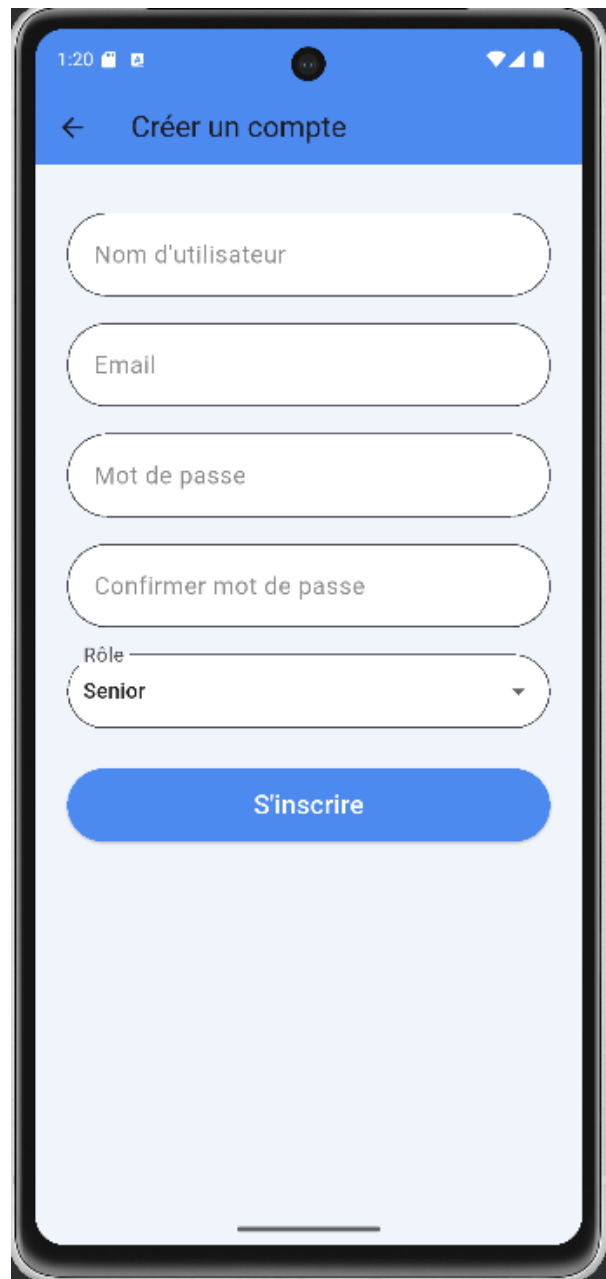 1:20
Créer un compte
Nom d'utilisateur
Email
Mot de passe
Confirmer mot de passe
Rôle
Senior
S'inscrire